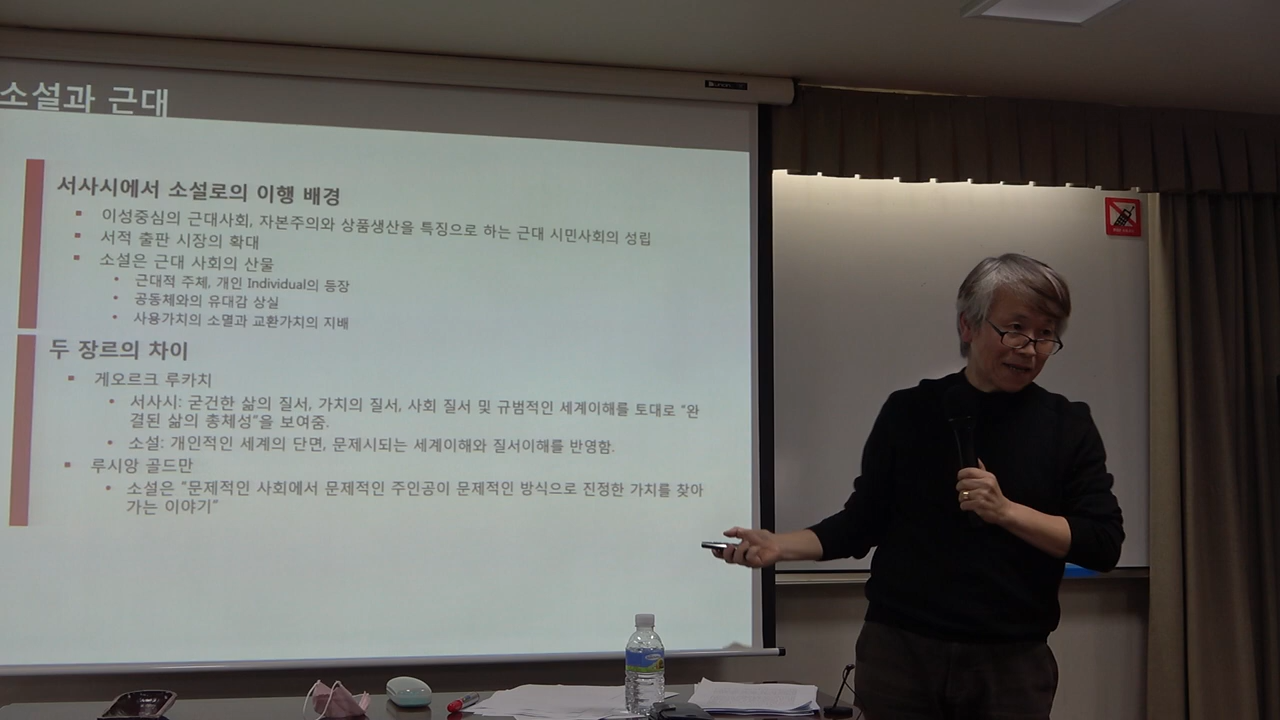 소설과 근대
서사시에서 소설로의 이행 배경
이성중심의 근대사회, 자본주의와 상품생산을 특징으로 하는 근대 시민사회의 성립
서적 출판 시장의 확대
소설은 근대 사회의 산물
근대적 주체, 개인 Individual의 등장
공동체와의 유대감 상실
사용가치의 소멸과 교환가치의 지배
두 장르의 차이
게오르크 루카치
서사시: 굳건한 삶의 질서, 가치의 질서, 사회 질서 및 규범적인 세계이해를 토대로 “완
결된 삶의 총체성”을 보여줌.
소설: 개인적인 세계의 단면, 문제시되는 세계이해와 질서이해를 반영함.
루시앙 골드만
소설은 “문제적인 사회에서 문제적인 주인공이 문제적인 방식으로 진정한 가치를 찾아
가는 이야기”